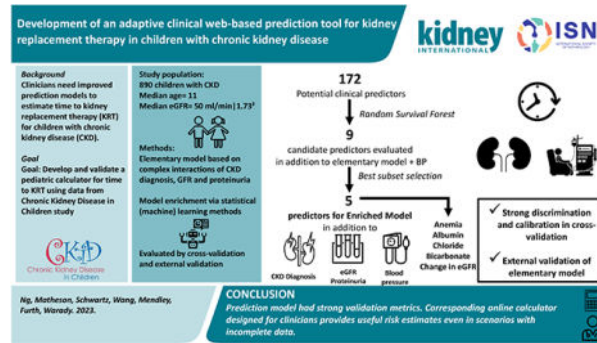 Development of an adaptive clinical web-based prediction tool for kidney
replacement therapy in children with chronic kidney disease
kidney
INTERNATIONAL
ISN
Background
Clinicians need improved
prediction models to
estimate time to kidney
replacement therapy (KRT)
for children with chronic
kidney disease (CKD).
Goal
Goal: Develop and validate a
pediatric calculator for time
to KRT using data from
Chronic Kidney Disease in
Children study
CKiD
Chronic Kidney Disease
in Children
Study population:
890 children with CKD
Median age= 11
Median eGFR= 50 ml/min|1.73²
Methods:
Elementary model based on
complex interactions of CKD
diagnosis, GFR and proteinuria
Model enrichment via statistical
(machine) learning methods
Evaluated by cross-validation
and external validation
172
Potential clinical predictors
Random Survival Forest
9
candidate predictors evaluated
in addition to elementary model + BP
Best subset selection
5
predictors for Enriched Model
in addition to
CKD Diagnosis
eGFR
Proteinuria
Blood
pressure
Anemia
Albumin
Chloride
Bicarbonate
Change in eGFR
✓ Strong discrimination
and calibration in cross-
validation
✓ External validation of
elementary model
Ng, Matheson, Schwartz, Wang, Mendley,
Furth, Warady. 2023.
CONCLUSION
Prediction model had strong validation metrics. Corresponding online calculator
designed for clinicians provides useful risk estimates even in scenarios with
incomplete data.